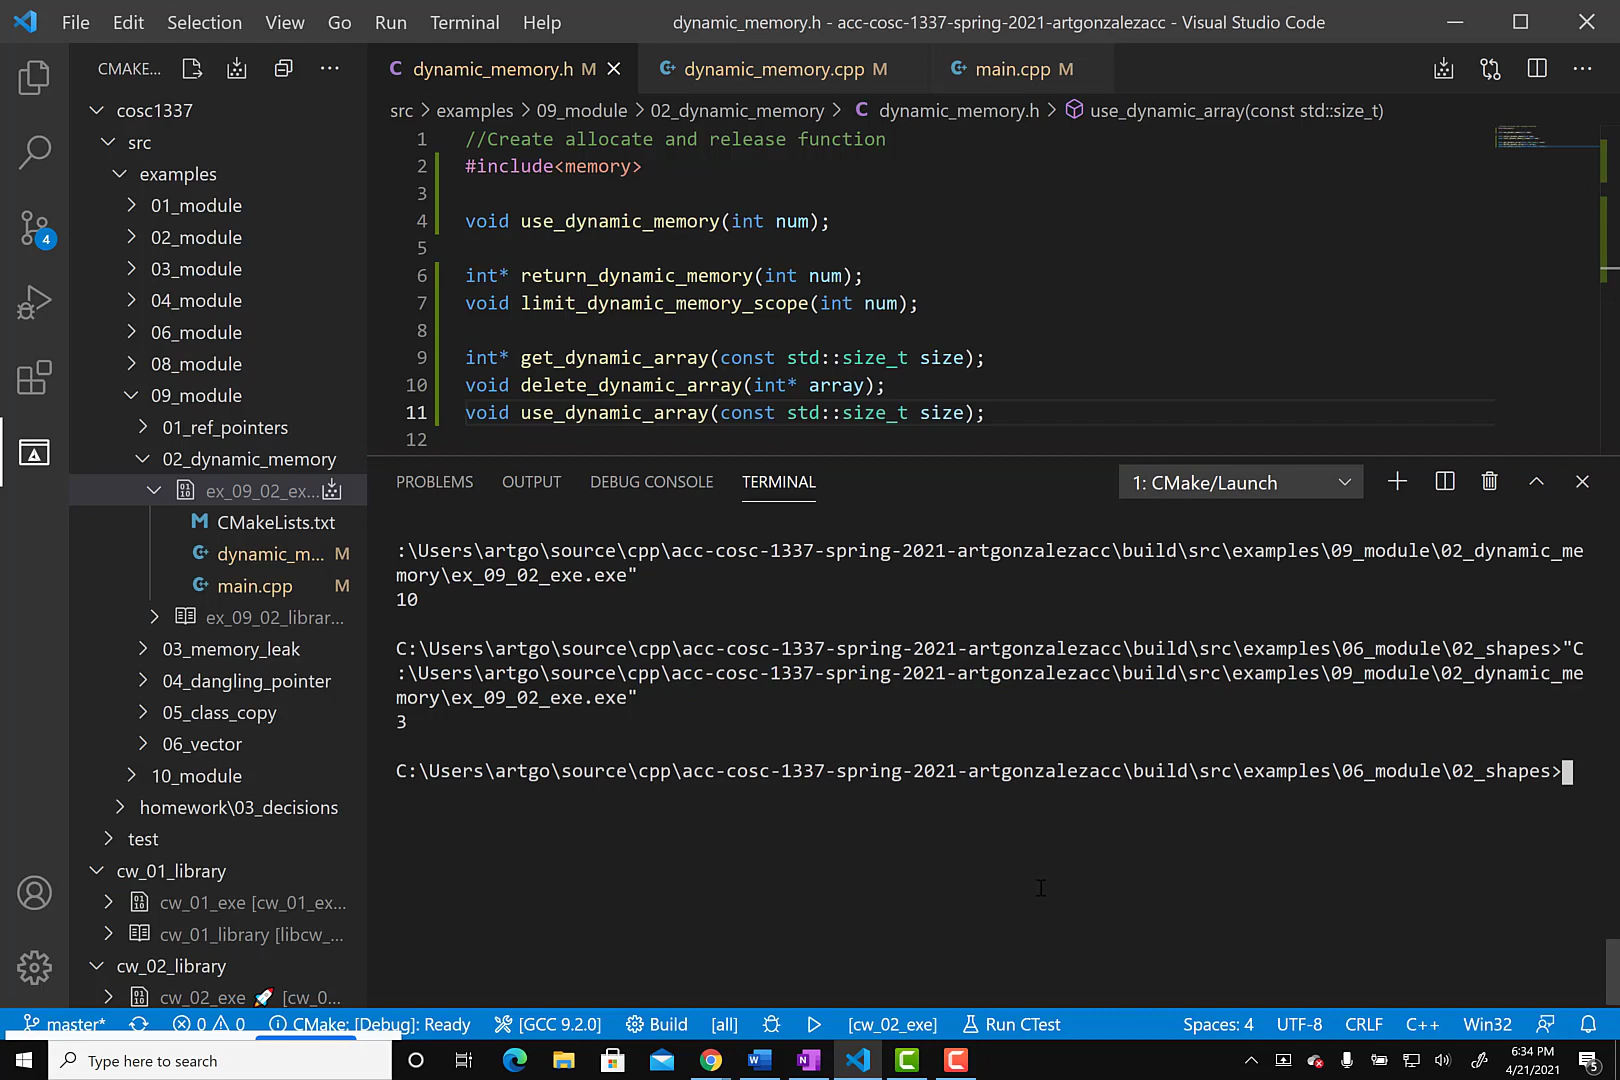 File Edit Selection View Go Run Terminal Help
dynamic_memory.h - acc-cosc-1337-spring-2021-artgonzalezacc - Visual Studio Code
CMAKE...
cosc1337
src
examples
01_module
02_module
03_module
04_module
06_module
08_module
09_module
01_ref_pointers
02_dynamic_memory
ex_09_02_ex...
CMakeLists.txt
dynamic_m... M
main.cpp M
ex_09_02_librar...
03_memory_leak
04_dangling_pointer
05_class_copy
06_vector
10_module
homework\03_decisions
test
cw_01_library
cw_01_exe [cw_01_ex...
cw_01_library [libcw_...
cw_02_library
cw_02_exe 🚀 [cw_0...
4
dynamic_memory.h M dynamic_memory.cpp M main.cpp M
src > examples > 09_module > 02_dynamic_memory > C dynamic_memory.h > use_dynamic_array(const std::size_t)
1 //Create allocate and release function
2 #include<memory>
3
4 void use_dynamic_memory(int num);
5
6 int* return_dynamic_memory(int num);
7 void limit_dynamic_memory_scope(int num);
8
9 int* get_dynamic_array(const std::size_t size);
10 void delete_dynamic_array(int* array);
11 void use_dynamic_array(const std::size_t size);
12
PROBLEMS OUTPUT DEBUG CONSOLE TERMINAL
1: CMake/Launch
:\Users\artgo\source\cpp\acc-cosc-1337-spring-2021-artgonzalezacc\build\src\examples\09_module\02_dynamic_me
mory\ex_09_02_exe.exe"
10
C:\Users\artgo\source\cpp\acc-cosc-1337-spring-2021-artgonzalezacc\build\src\examples\06_module\02_shapes>"C
:\Users\artgo\source\cpp\acc-cosc-1337-spring-2021-artgonzalezacc\build\src\examples\09_module\02_dynamic_me
mory\ex_09_02_exe.exe"
3
C:\Users\artgo\source\cpp\acc-cosc-1337-spring-2021-artgonzalezacc\build\src\examples\06_module\02_shapes>
master* 0 0 CMake: [Debug]: Ready [GCC 9.2.0] Build [all] [cw_02_exe] Run CTest Spaces: 4 UTF-8 CRLF C++ Win32
Type here to search
6:34 PM
4/21/2021
5